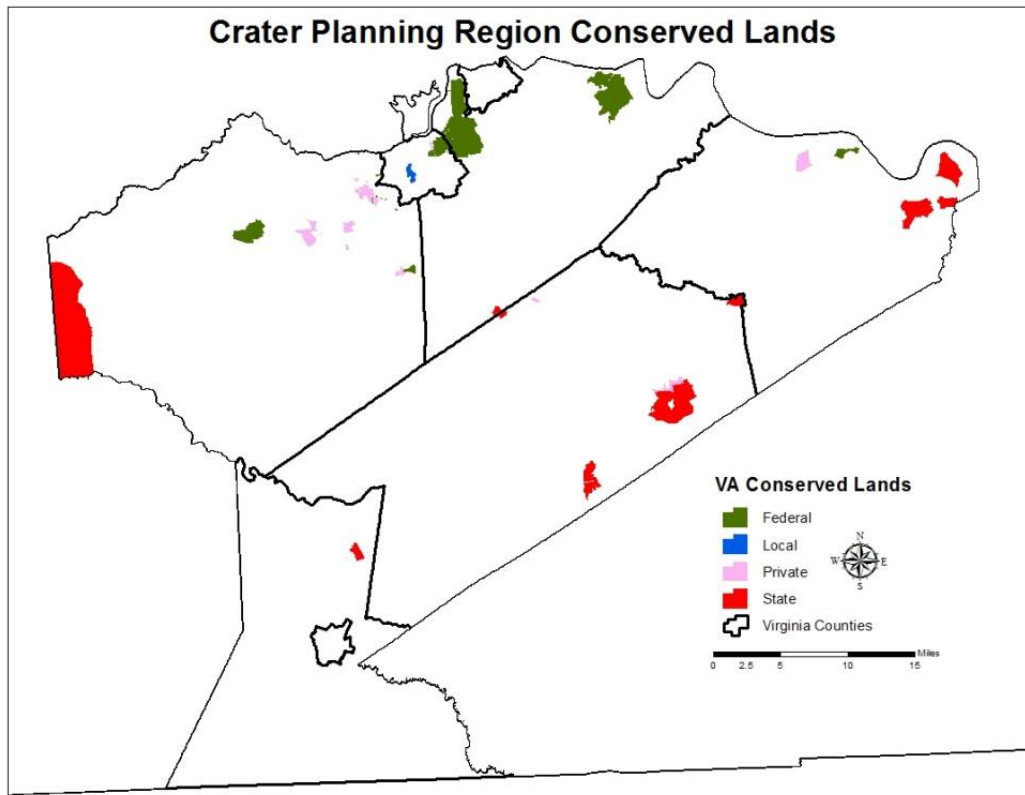 Crater Planning Region Conserved Lands
VA Conserved Lands
Federal
Local
Private
State
Virginia Counties
N
W E
S
Miles
0 2.5 5 10 15